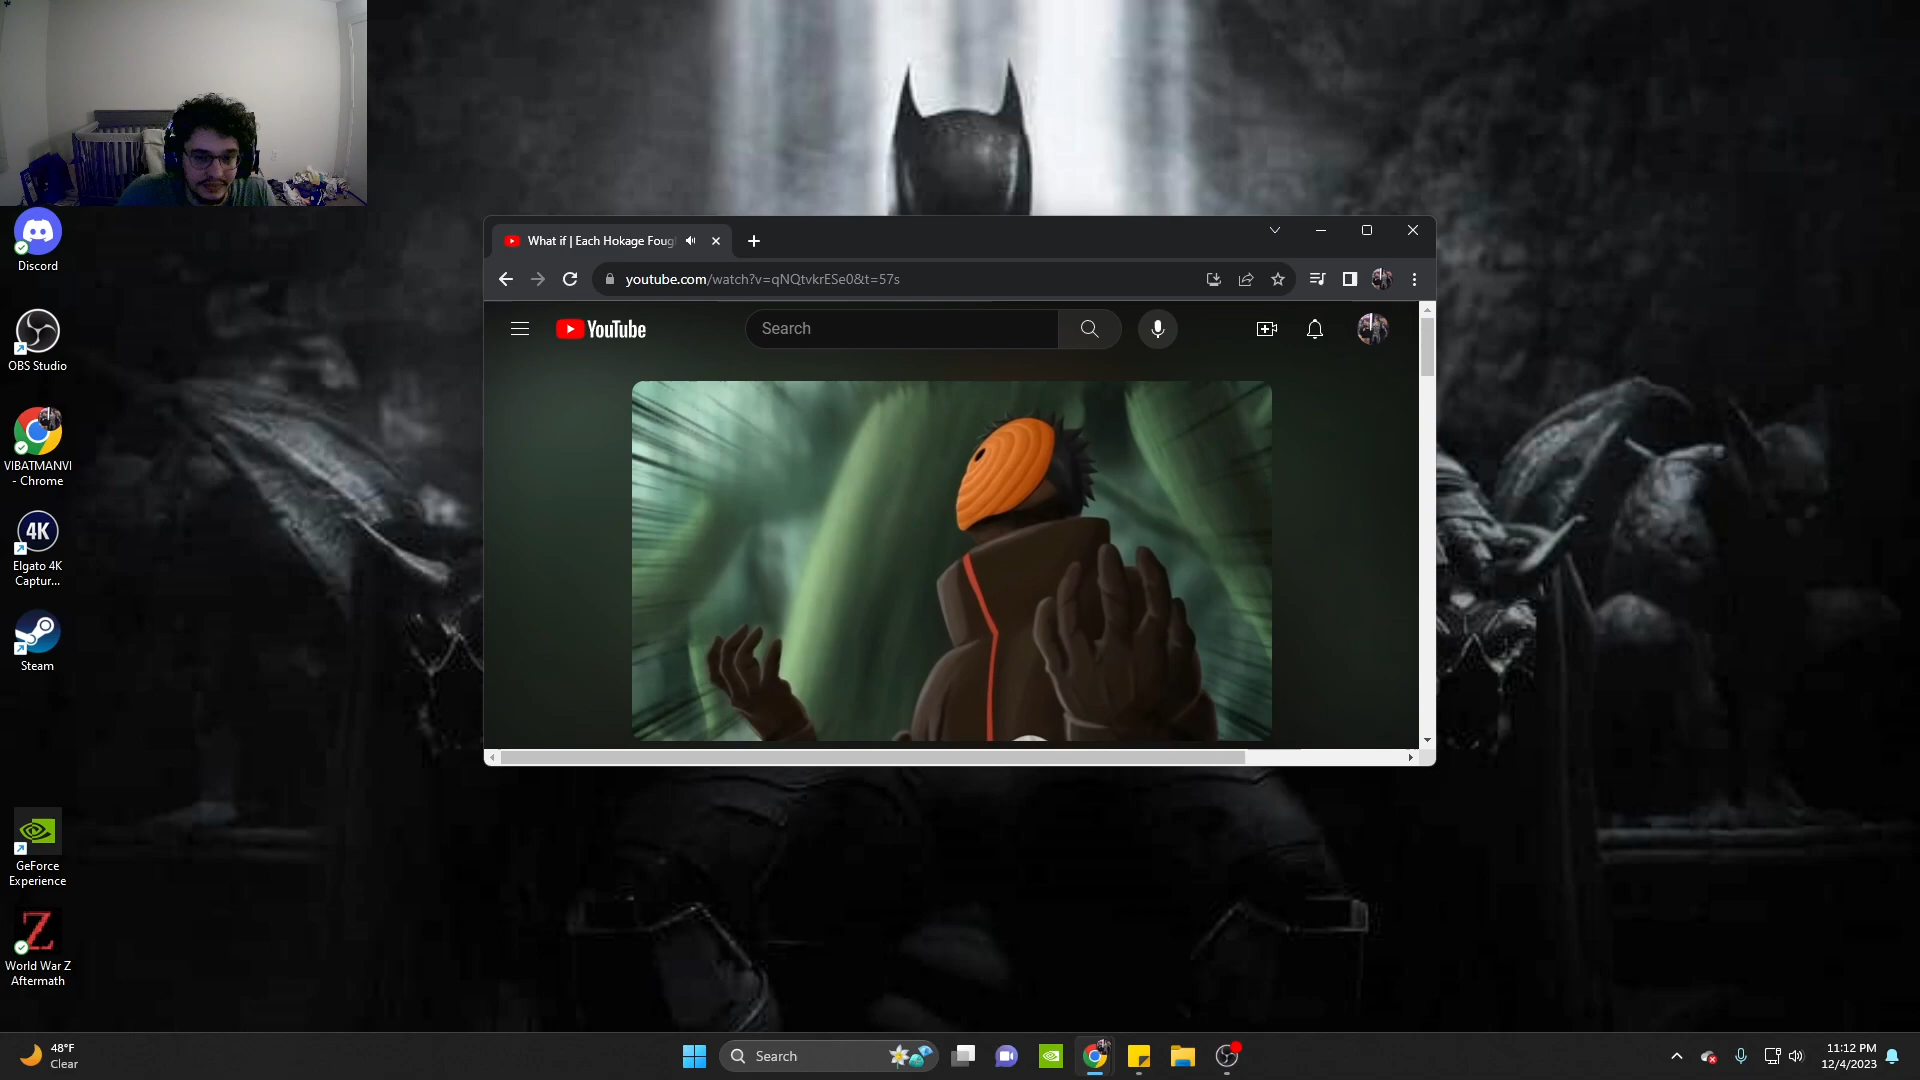 Discord
OBS Studio
VIBATMANVI
- Chrome
4K
Elgato 4K
Captur...
Steam
GeForce
Experience
Z
World War Z
Aftermath
What if | Each Hokage Foug
youtube.com/watch?v=qNQtvkrESe0&t=57s
YouTube
Search
48°F
Clear
Search
11:12 PM
12/4/2023